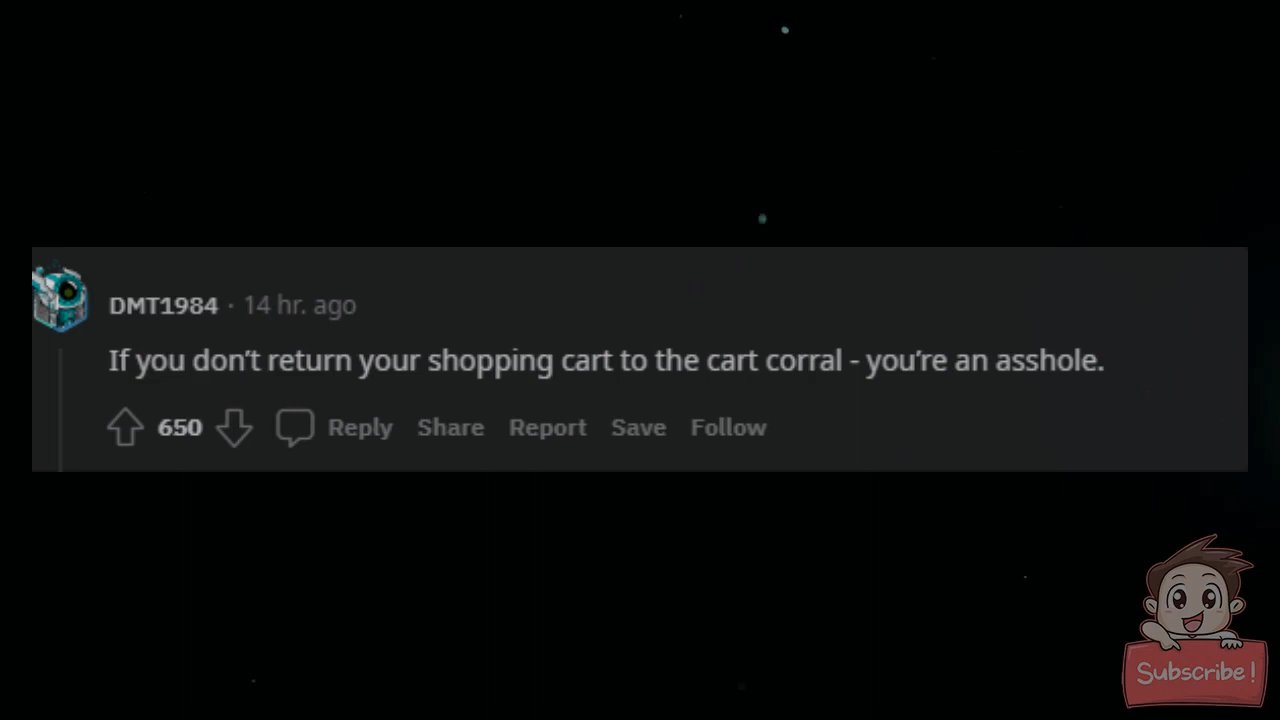 DMT1984 · 14 hr. ago
If you don’t return your shopping cart to the cart corral - you’re an asshole.
650 Reply Share Report Save Follow
Subscribe!